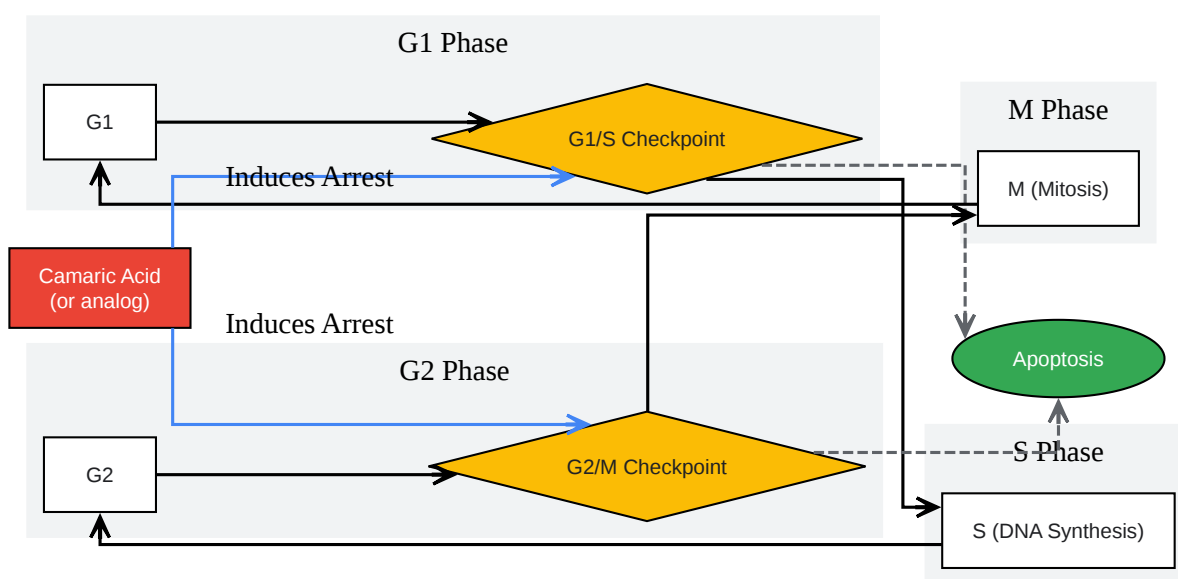 G1 Phase
G1
G1/S Checkpoint
M Phase
M (Mitosis)
Induces Arrest
Camaric Acid
(or analog)
Induces Arrest
Apoptosis
G2 Phase
G2
G2/M Checkpoint
S Phase
S (DNA Synthesis)